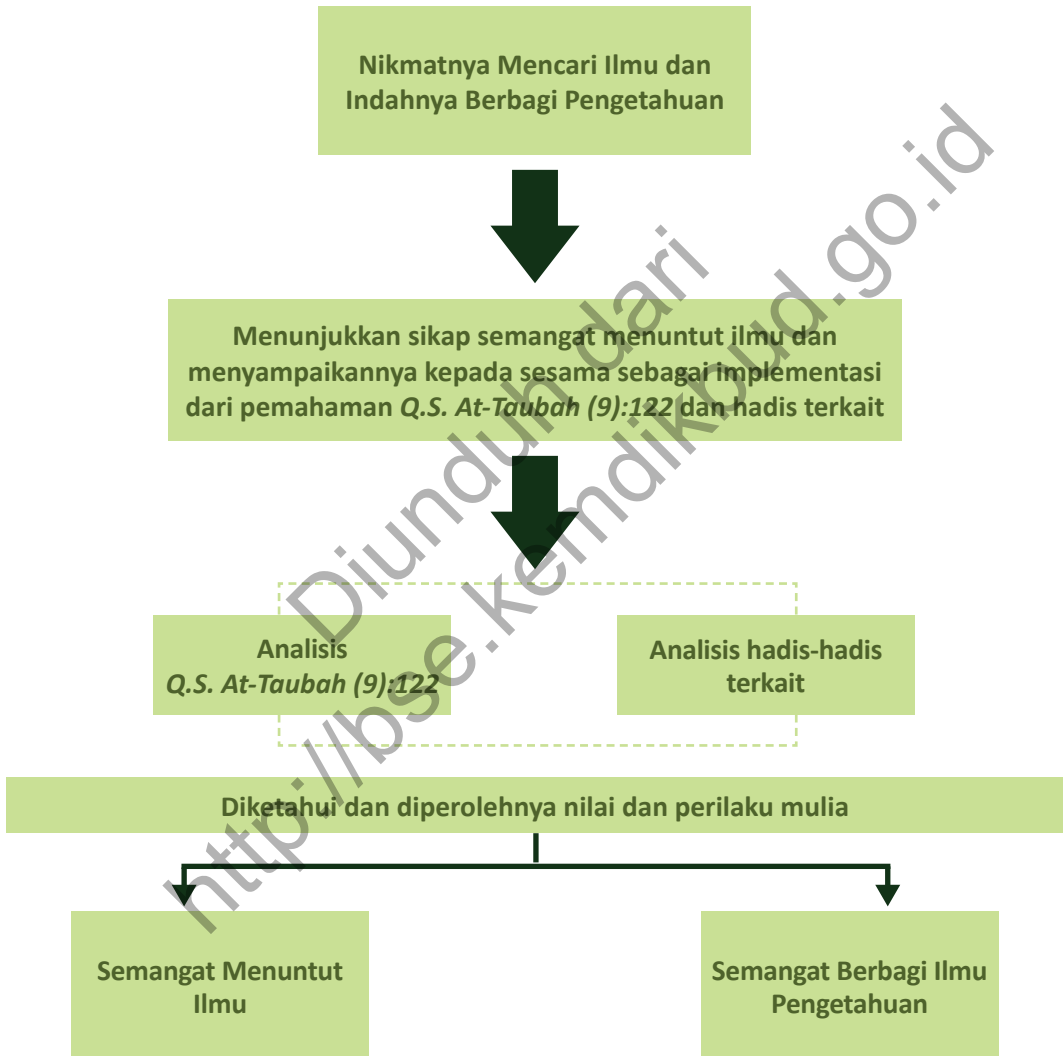 Nikmatnya Mencari Ilmu dan
Indahnya Berbagi Pengetahuan
Menunjukkan sikap semangat menuntut ilmu dan
menyampaikannya kepada sesama sebagai implementasi
dari pemahaman Q.S. At-Taubah (9):122 dan hadis terkait
Analisis
Q.S. At-Taubah (9):122
Analisis hadis-hadis
terkait
Diketahui dan diperolehnya nilai dan perilaku mulia
Semangat Menuntut
Ilmu
Semangat Berbagi Ilmu
Pengetahuan
Diunduh dari
http://bse.kemdikbud.go.id